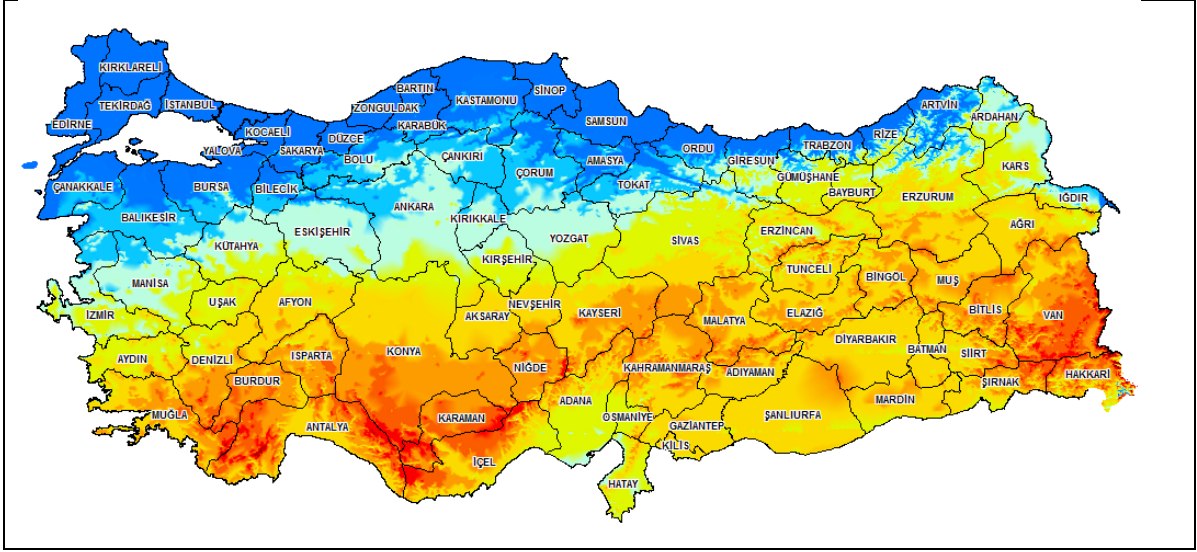 KIRKLARELİ
TEKİRDAĞ
İSTANBUL
EDİRNE
KOCAELİ
YALOVA
SAKARYA
DÜZCE
ZONGULDAK
BARTIN
KARABÜK
KASTAMONU
SİNOP
SAMSUN
ORDU
GİRESUN
TRABZON
RİZE
ARTVİN
ARDAHAN
ÇANAKKALE
BURSA
BİLECİK
BOLU
ÇANKIRI
ÇORUM
AMASYA
TOKAT
GÜMÜŞHANE
BAYBURT
ERZURUM
KARS
IĞDIR
BALIKESİR
KÜTAHYA
ESKİŞEHİR
ANKARA
KIRIKKALE
YOZGAT
SİVAS
ERZİNCAN
AĞRI
MANİSA
UŞAK
AFYON
KIRŞEHİR
TUNCELİ
BİNGÖL
MUŞ
İZMİR
AKSARAY
NEVŞEHİR
KAYSERİ
MALATYA
ELAZIĞ
BİTLİS
VAN
AYDIN
DENİZLİ
ISPARTA
KONYA
NİĞDE
KAHRAMANMARAŞ
ADIYAMAN
DİYARBAKIR
BATMAN
SİİRT
ŞIRNAK
HAKKARİ
BURDUR
MUĞLA
ANTALYA
KARAMAN
İÇEL
ADANA
OSMANİYE
GAZİANTEP
KİLİS
ŞANLIURFA
MARDİN
HATAY